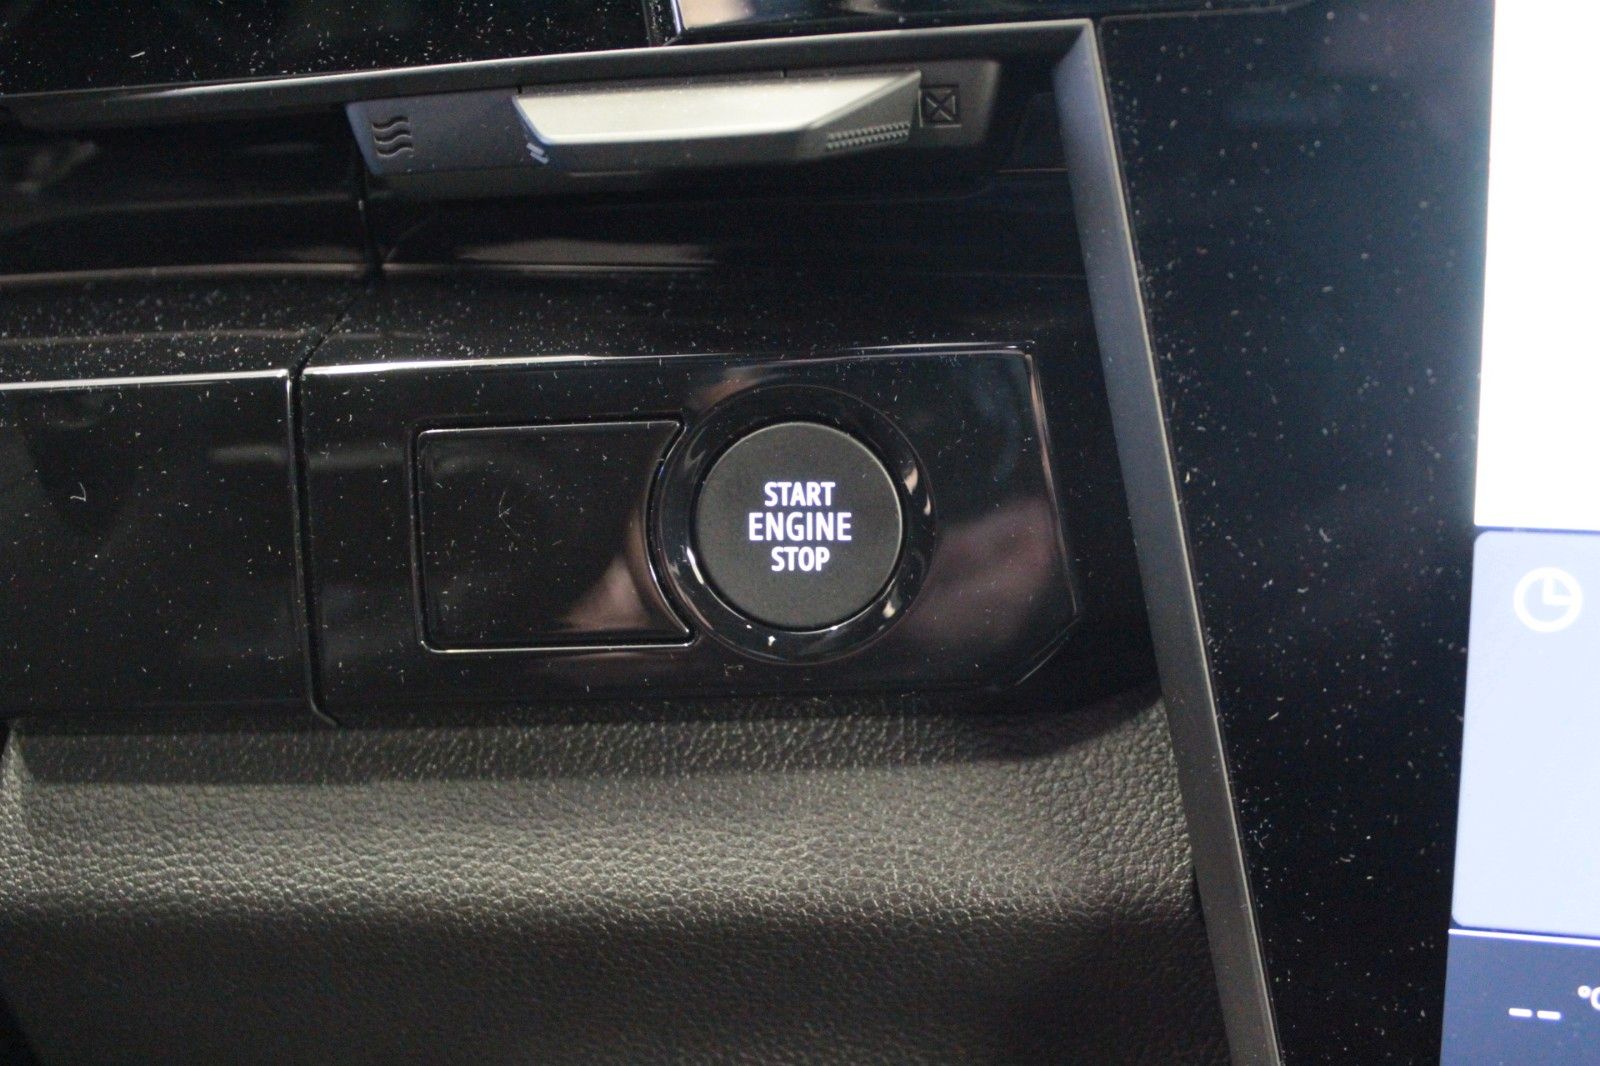 START
ENGINE
STOP
-- °C